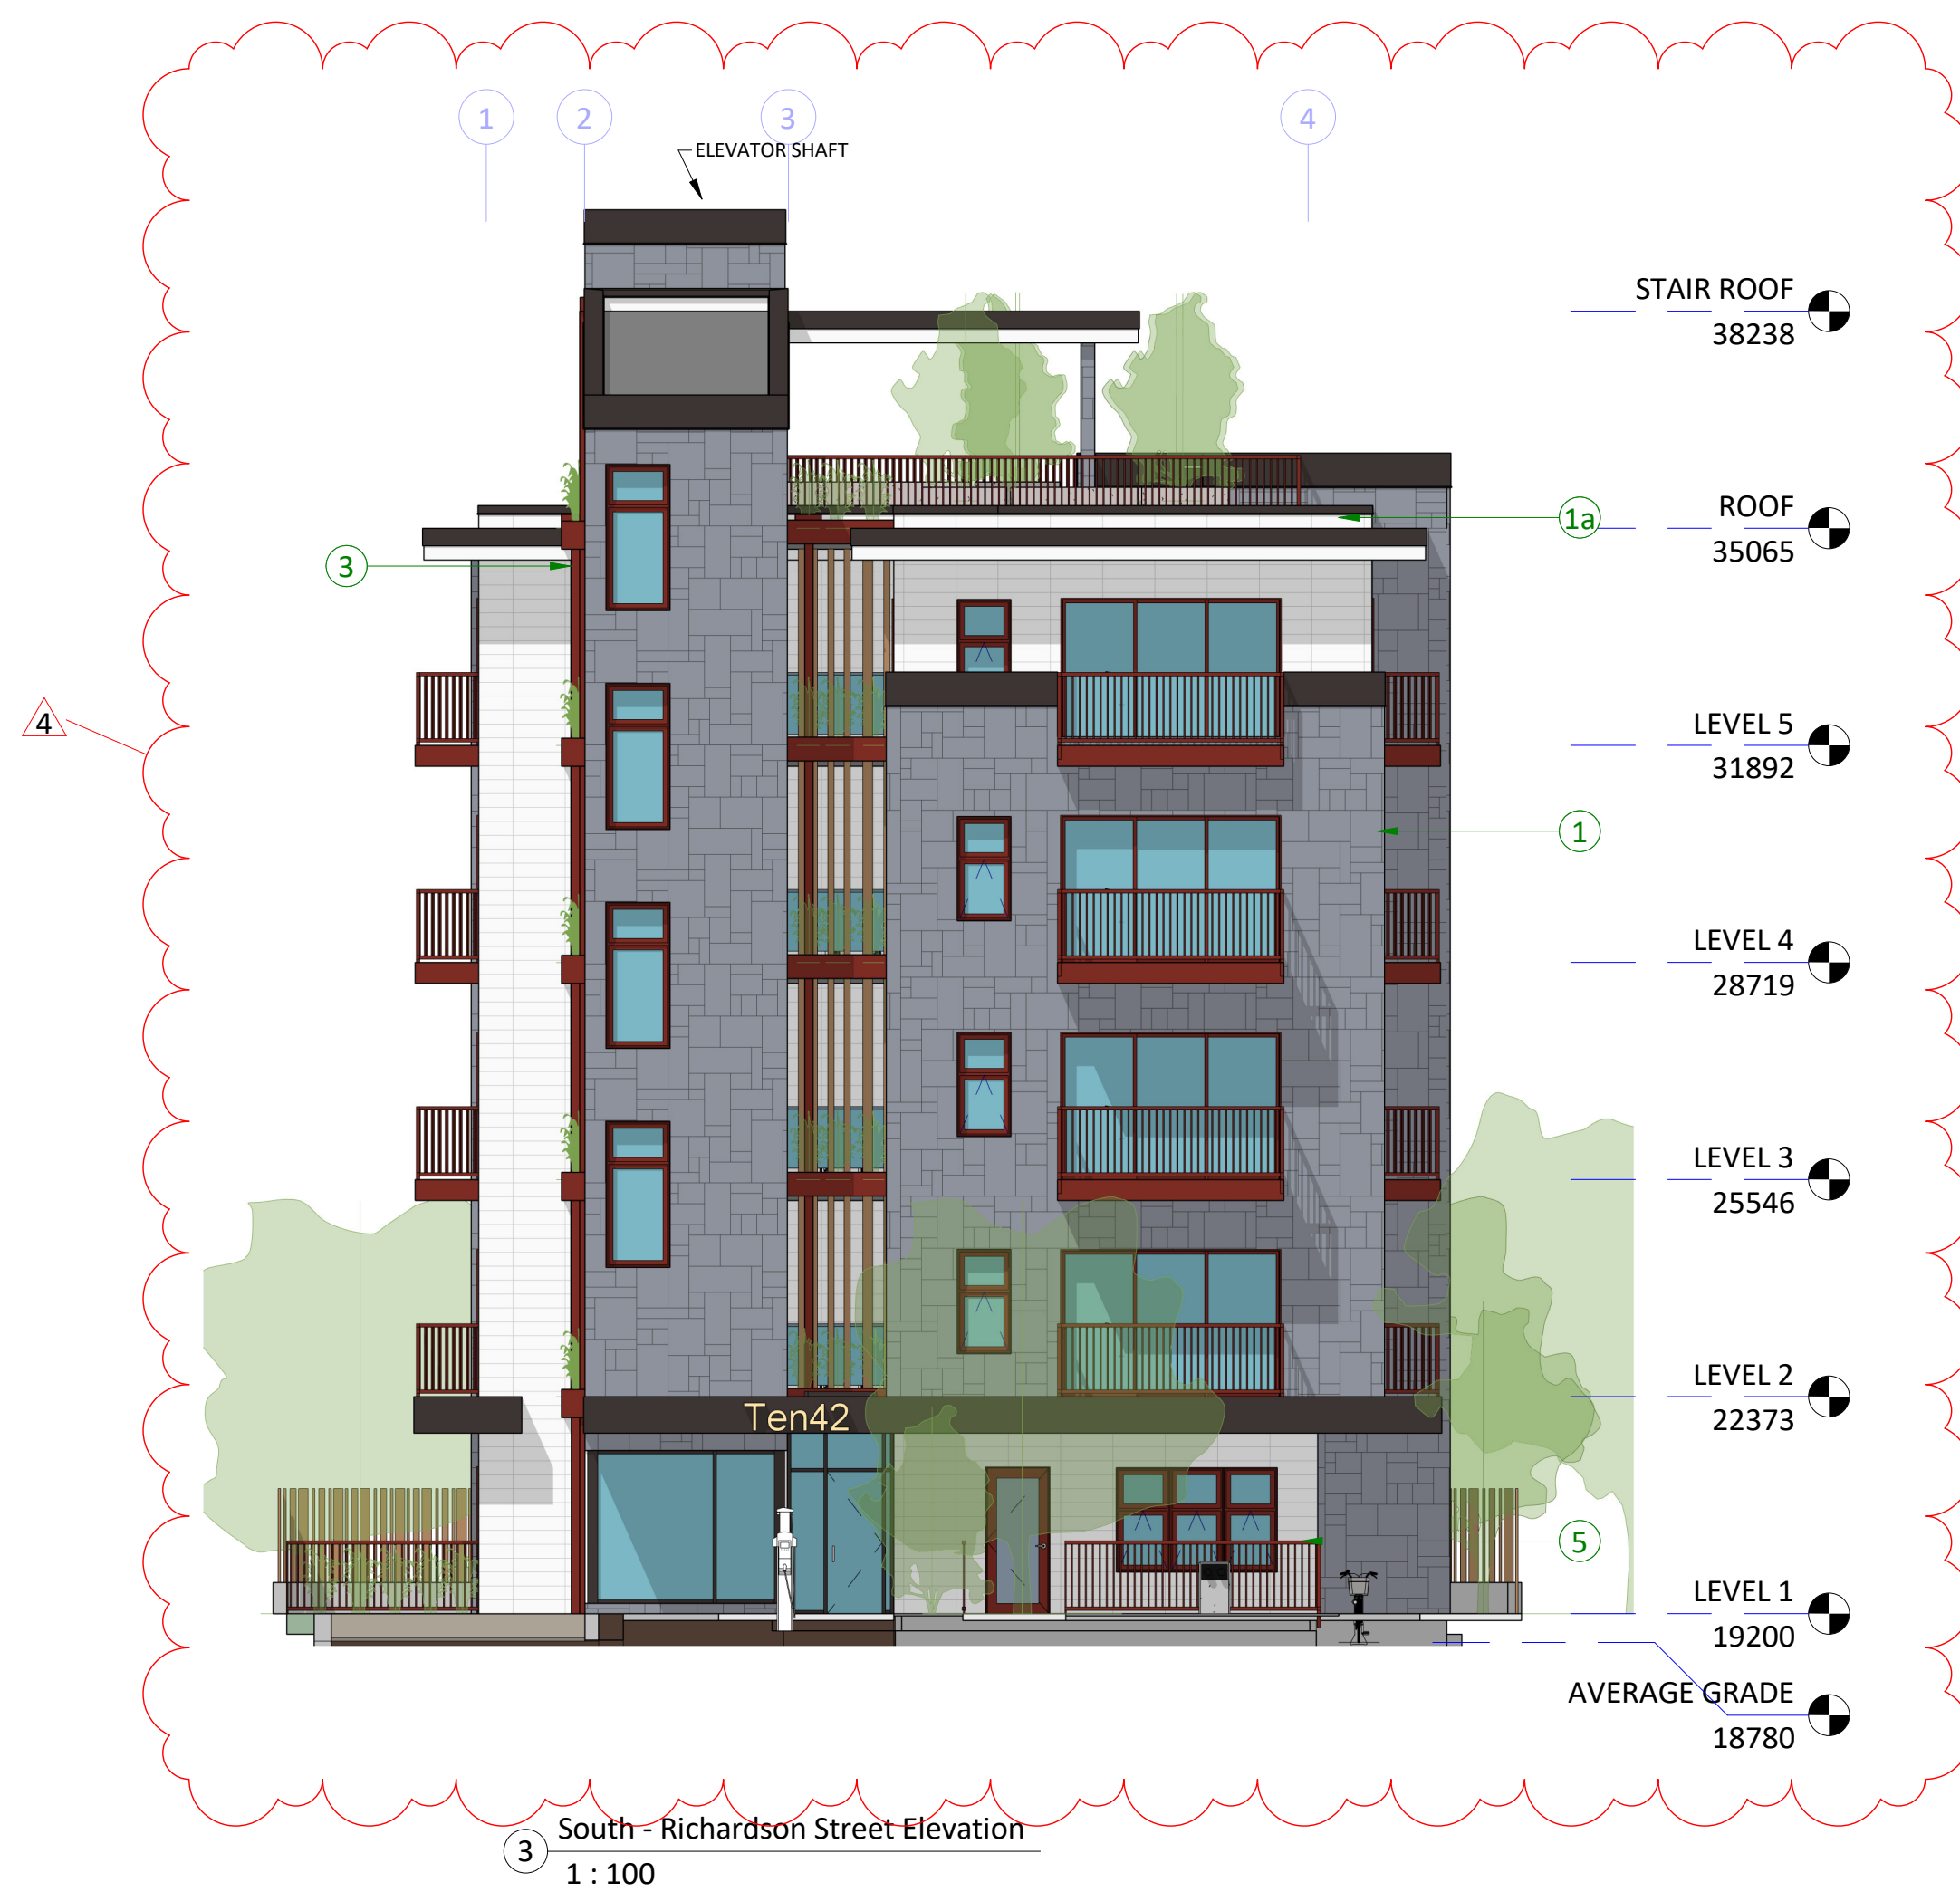 1 2 3 4
ELEVATOR SHAFT
STAIR ROOF
38238
1a
ROOF
35065
3
4
LEVEL 5
31892
1
LEVEL 4
28719
LEVEL 3
25546
LEVEL 2
22373
Ten42
5
LEVEL 1
19200
AVERAGE GRADE
18780
South - Richardson Street Elevation
3
1 : 100